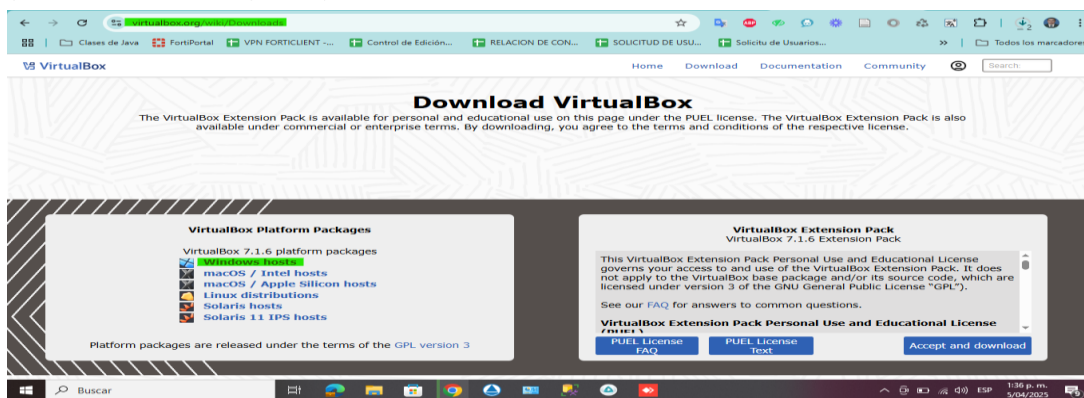 virtualbox.org/wiki/Downloads
Clases de Java
FortiPortal
VPN FORTICLIENT -...
Control de Edición...
RELACION DE CON...
SOLICITUD DE USU...
Solicitu de Usuarios...
»
Todos los marcadores
VirtualBox
Home
Download
Documentation
Community
Search:
Download VirtualBox
The VirtualBox Extension Pack is available for personal and educational use on this page under the PUEL license. The VirtualBox Extension Pack is also
available under commercial or enterprise terms. By downloading, you agree to the terms and conditions of the respective license.
VirtualBox Platform Packages
VirtualBox 7.1.6 platform packages
Windows hosts
macOS / Intel hosts
macOS / Apple Silicon hosts
Linux distributions
Solaris hosts
Solaris 11 IPS hosts
Platform packages are released under the terms of the GPL version 3
VirtualBox Extension Pack
VirtualBox 7.1.6 Extension Pack
This VirtualBox Extension Pack Personal Use and Educational License
governs your access to and use of the VirtualBox Extension Pack. It does
not apply to the VirtualBox base package and/or its source code, which are
licensed under version 3 of the GNU General Public License “GPL”).
See our FAQ for answers to common questions.
VirtualBox Extension Pack Personal Use and Educational License
(PUEL)
PUEL License
FAQ
PUEL License
Text
Accept and download
Buscar
ESP
1:36 p. m.
5/04/2025